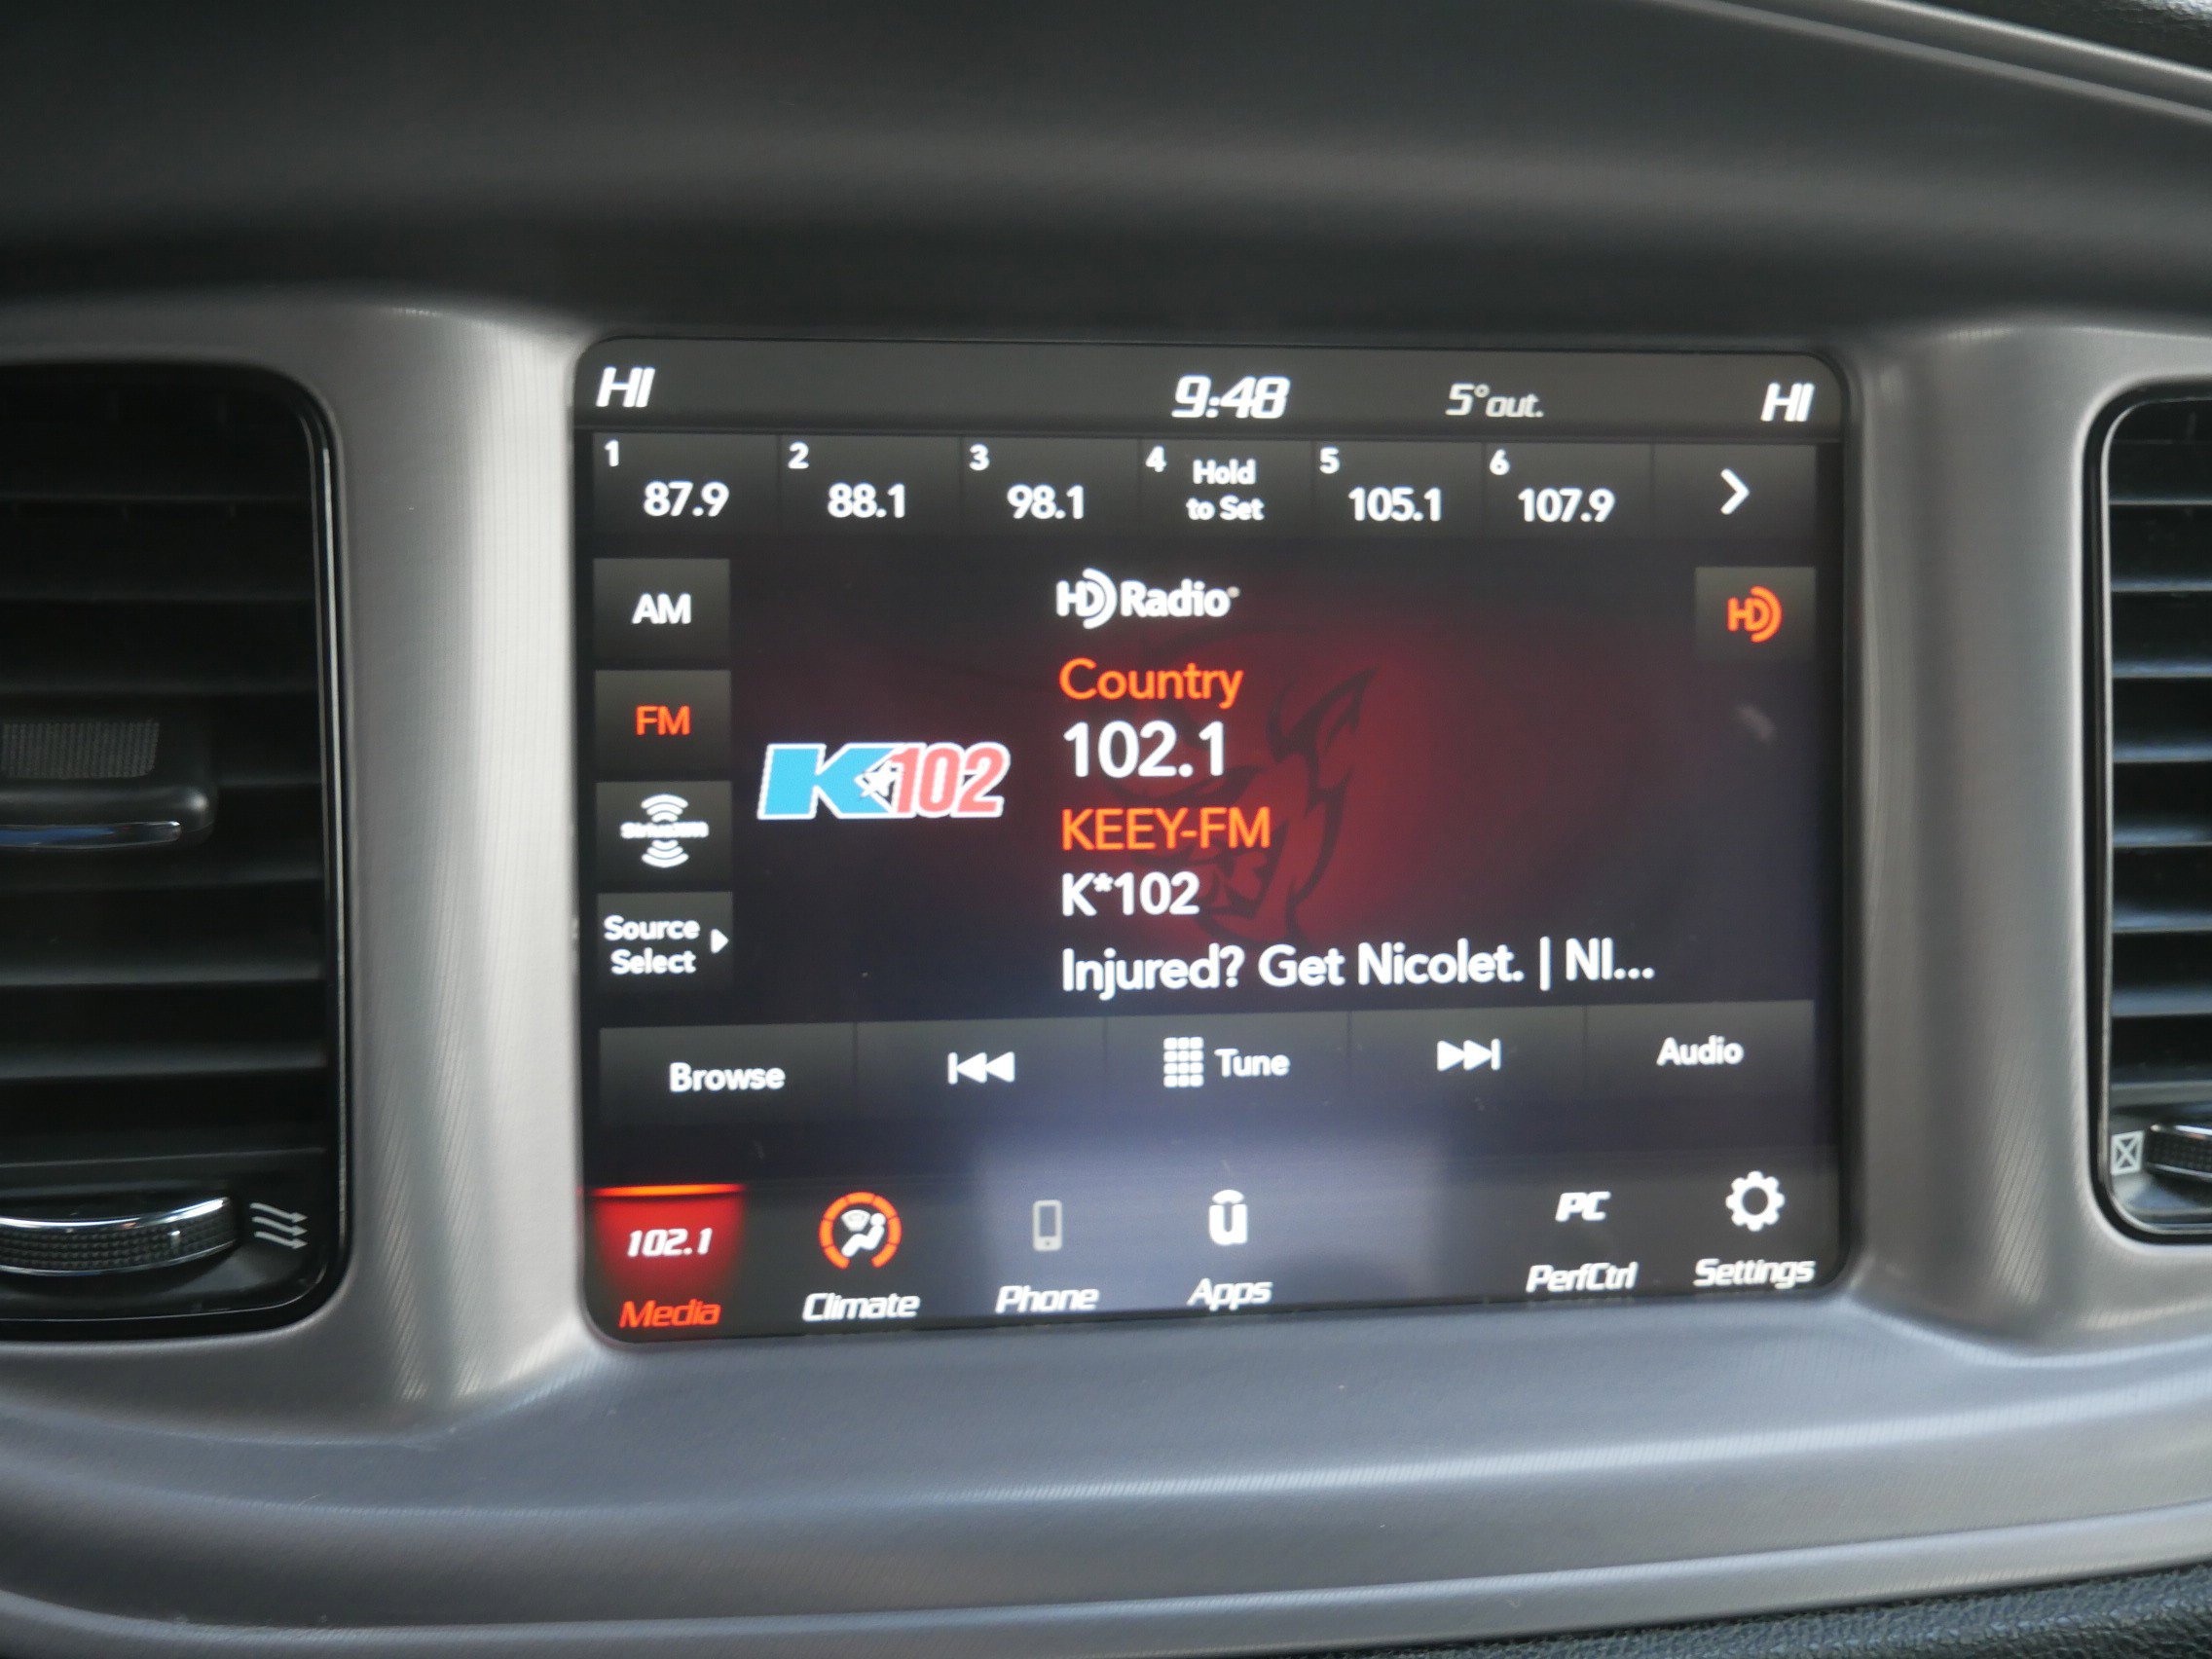 HI 9:48 5°out. HI
1 2 3 4 Hold 5 6
87.9 88.1 98.1 to Set 105.1 107.9
HD Radio
AM HD
Country
FM
102.1
K102
KEEY-FM
SiriusXM
K*102
Source
Select
Injured? Get Nicolet. | NI...
Browse Tune Audio
102.1 u PC
Media Climate Phone Apps PerfCtrl Settings